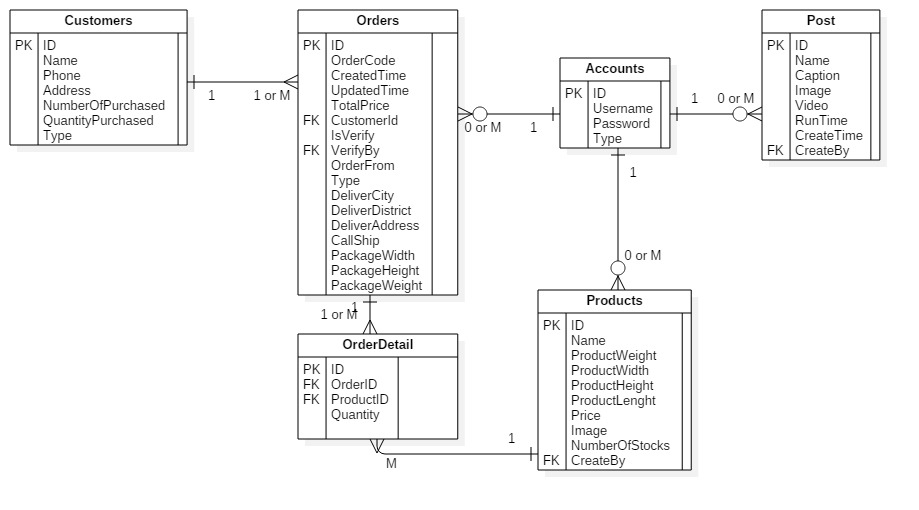 Customers
PK ID
Name
Phone
Address
NumberOfPurchased
QuantityPurchased
Type
1
1 or M
Orders
PK ID
OrderCode
CreatedTime
UpdatedTime
TotalPrice
FK CustomerId
IsVerify
FK VerifyBy
OrderFrom
Type
DeliverCity
DeliverDistrict
DeliverAddress
CallShip
PackageWidth
PackageHeight
PackageWeight
0 or M
1
Accounts
PK ID
Username
Password
Type
1
0 or M
Post
PK ID
Name
Caption
Image
Video
RunTime
CreateTime
FK CreateBy
1
0 or M
1
1 or M
OrderDetail
PK ID
FK OrderID
FK ProductID
Quantity
M
1
Products
PK ID
Name
ProductWeight
ProductWidth
ProductHeight
ProductLenght
Price
Image
NumberOfStocks
FK CreateBy